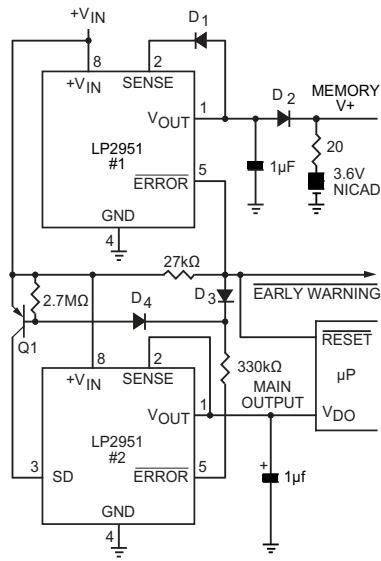 +VIN
D1
8
2
+VIN
SENSE
VOUT
1
D2
MEMORY
V+
LP2951
#1
20
1µF
3.6V
NICAD
ERROR
5
GND
4
27kΩ
2.7MΩ
D4
D3
EARLY WARNING
Q1
RESET
8
2
+VIN
SENSE
330kΩ
µP
MAIN
OUTPUT
VOUT
1
VDO
LP2951
#2
3
SD
ERROR
5
+
1µf
GND
4